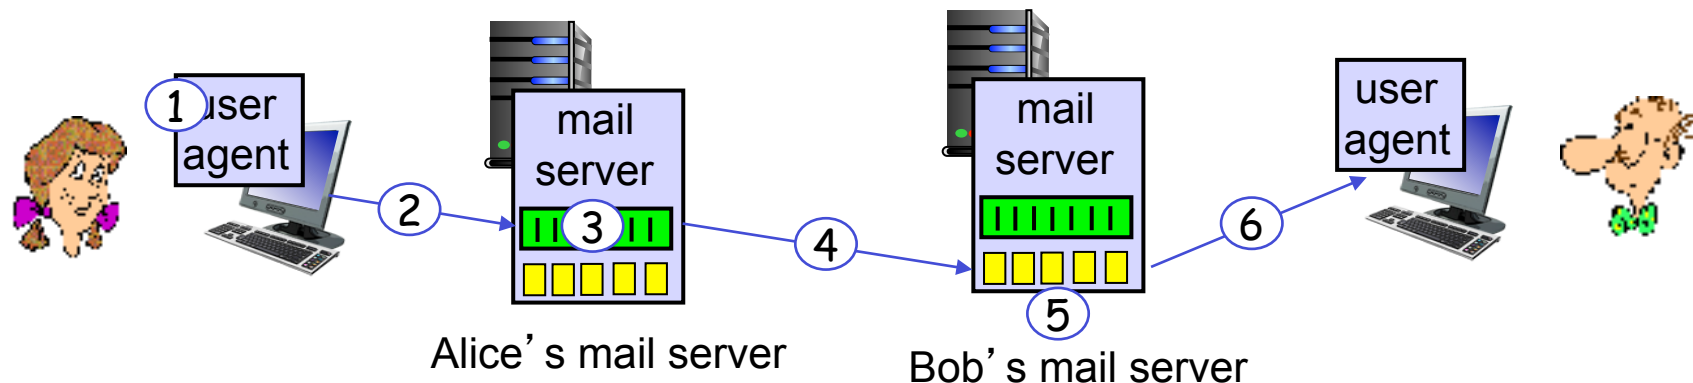 1
user
agent
2
mail
server
3
Alice's mail server
4
mail
server
5
Bob's mail server
6
user
agent